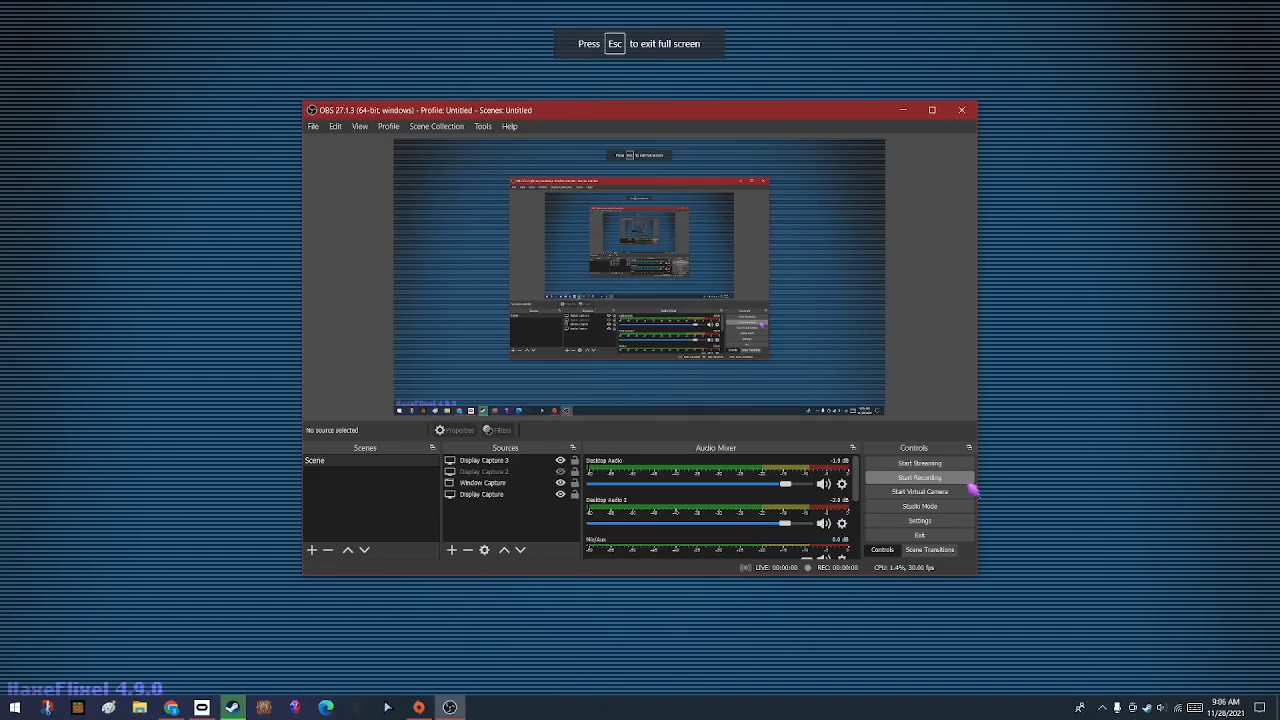 Press Esc to exit full screen
OBS 27.1.3 (64-bit, windows) - Profile: Untitled - Scenes: Untitled
File Edit View Profile Scene Collection Tools Help
No source selected
Properties
Filters
Scenes
Sources
Audio Mixer
Controls
Scene
Display Capture 3
Display Capture 2
Window Capture
Display Capture
Desktop Audio
Desktop Audio 2
Mic/Aux
0.0 dB
Start Streaming
Start Recording
Start Virtual Camera
Studio Mode
Settings
Exit
Controls
Scene Transitions
LIVE: 00:00:00
REC: 00:00:00
CPU: 1.4%, 30.00 fps
HaxeFlixel 4.9.0
9:06 AM
11/28/2021